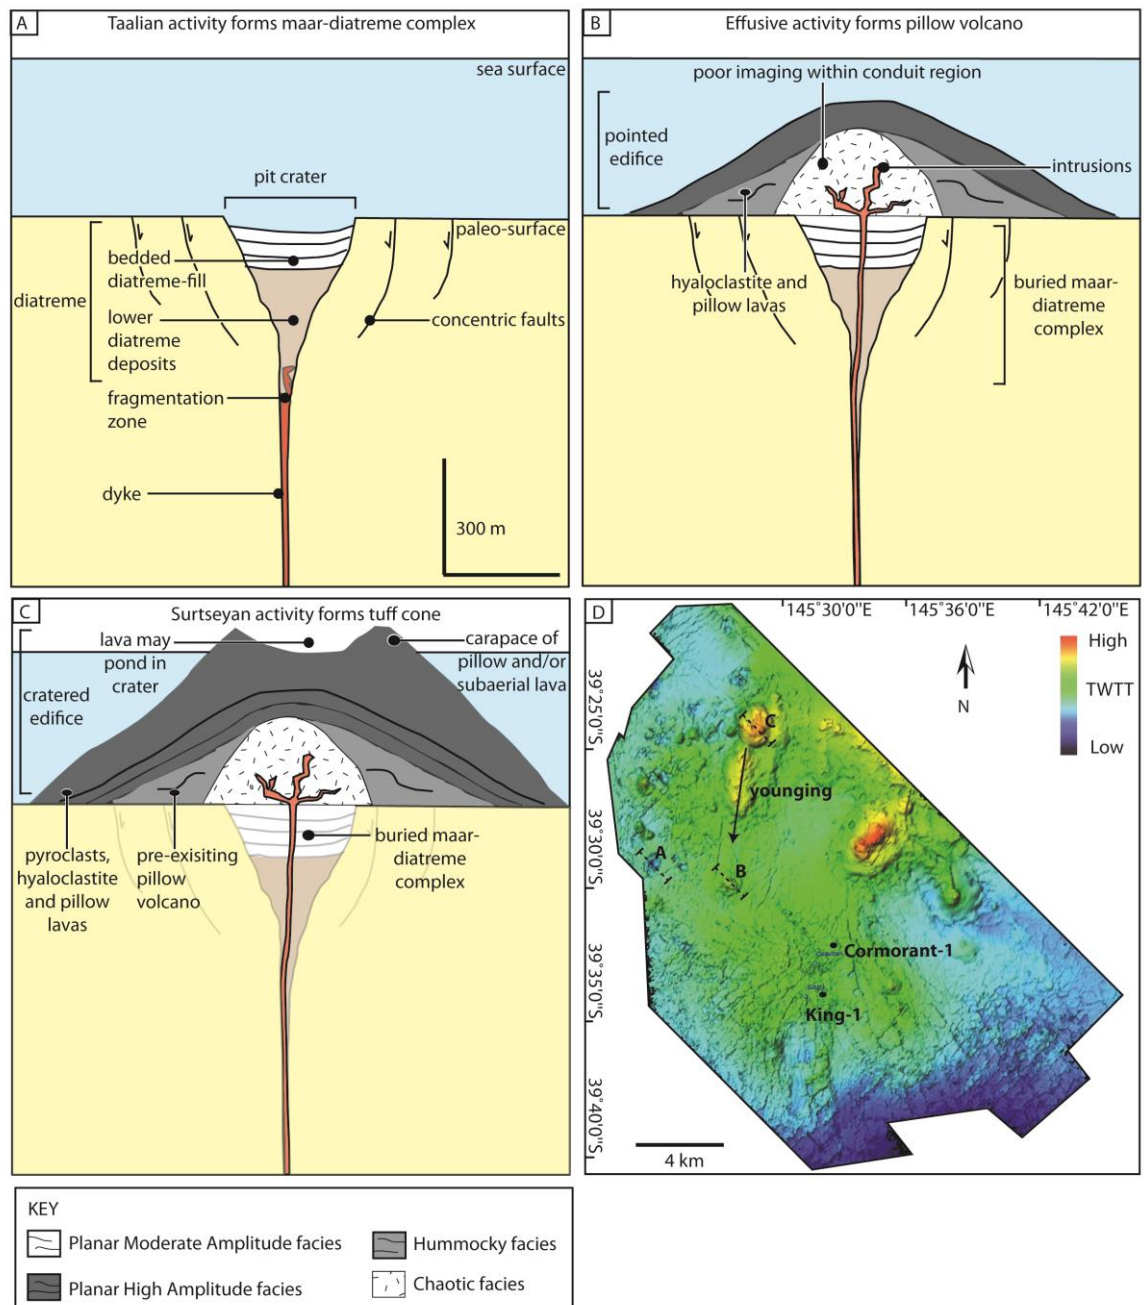 A
Taalian activity forms maar-diatreme complex
sea surface
pit crater
paleo-surface
bedded
diatreme-fill
diatreme
lower
diatreme
deposits
concentric faults
fragmentation
zone
dyke
300 m
B
Effusive activity forms pillow volcano
poor imaging within conduit region
pointed
edifice
intrusions
hyaloclastite and
pillow lavas
buried maar-
diatreme
complex
C
Surtseyan activity forms tuff cone
lava may
pond in
crater
carapace of
pillow and/or
subaerial lava
cratered
edifice
pyroclasts,
hyaloclastite
and pillow
lavas
pre-exisiting
pillow
volcano
buried maar-
diatreme
complex
D
145°30'0"E
145°36'0"E
145°42'0"E
39°25'0"S
39°30'0"S
39°35'0"S
39°40'0"S
High
TWTT
Low
N
C
younging
A
B
Cormorant-1
King-1
4 km
KEY
Planar Moderate Amplitude facies
Hummocky facies
Planar High Amplitude facies
Chaotic facies